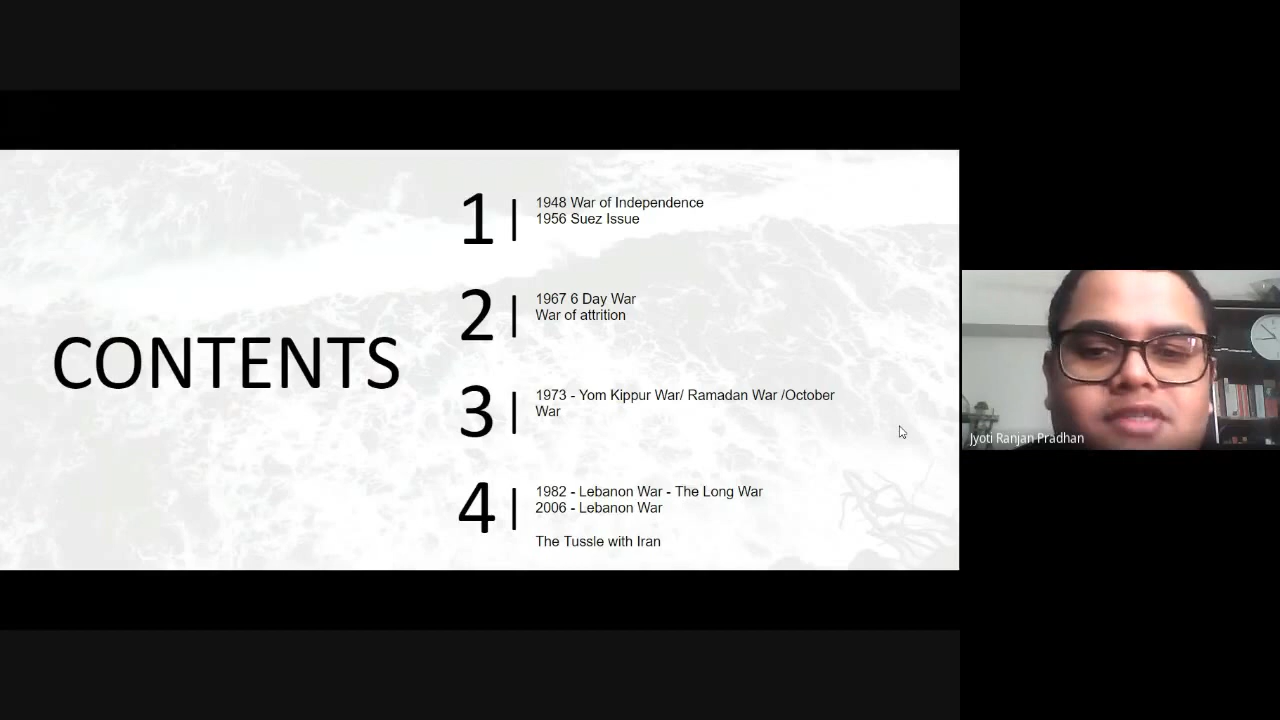 CONTENTS
1
1948 War of Independence
1956 Suez Issue
2
1967 6 Day War
War of attrition
3
1973 - Yom Kippur War/ Ramadan War /October
War
4
1982 - Lebanon War - The Long War
2006 - Lebanon War
The Tussle with Iran
Jyoti Ranjan Pradhan